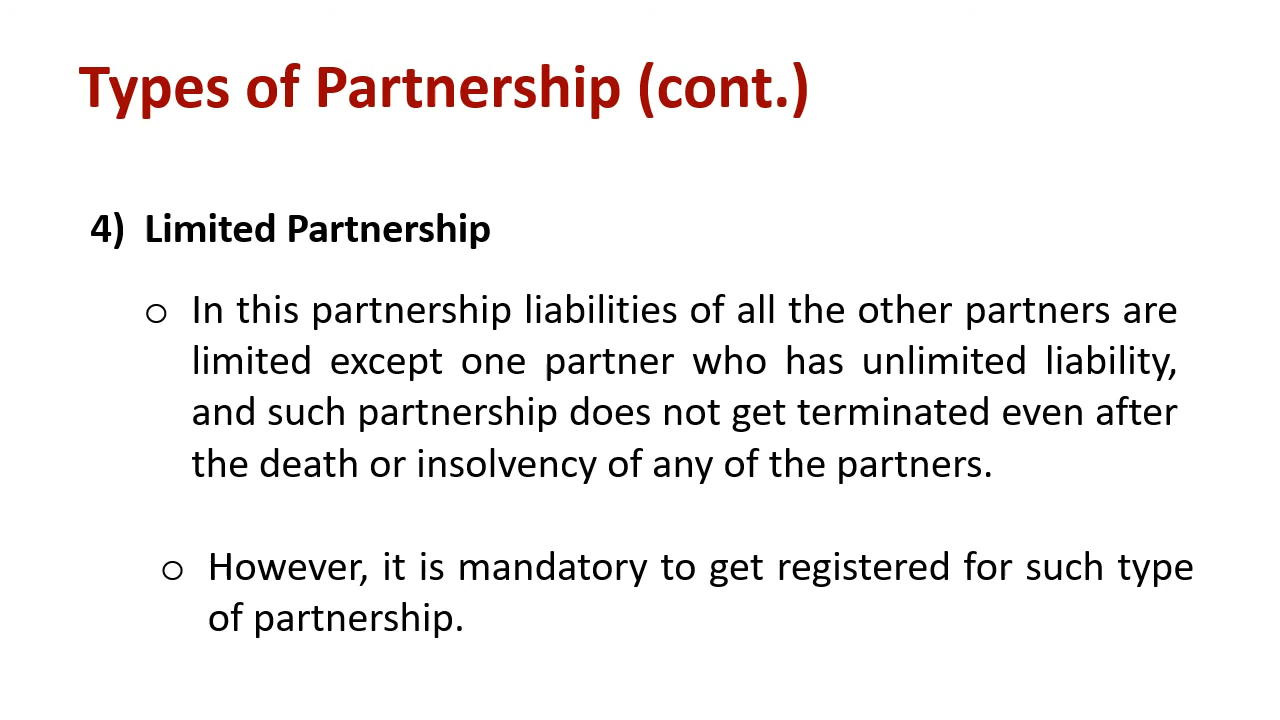 Types of Partnership (cont.)
4) Limited Partnership
o In this partnership liabilities of all the other partners are
limited except one partner who has unlimited liability,
and such partnership does not get terminated even after
the death or insolvency of any of the partners.
o However, it is mandatory to get registered for such type
of partnership.